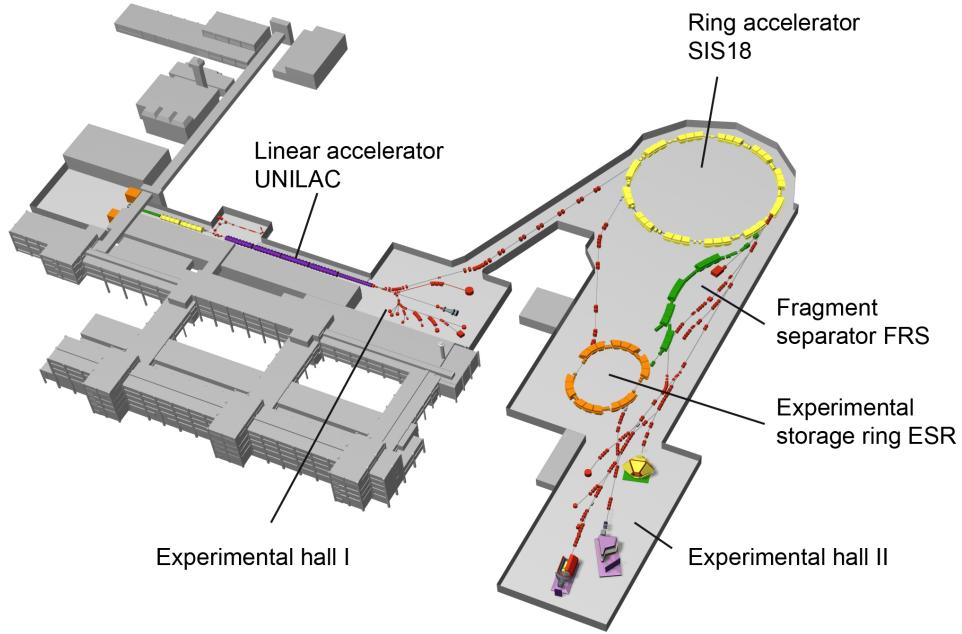 Ring accelerator
SIS18
Linear accelerator
UNILAC
Fragment
separator FRS
Experimental
storage ring ESR
Experimental hall I
Experimental hall II